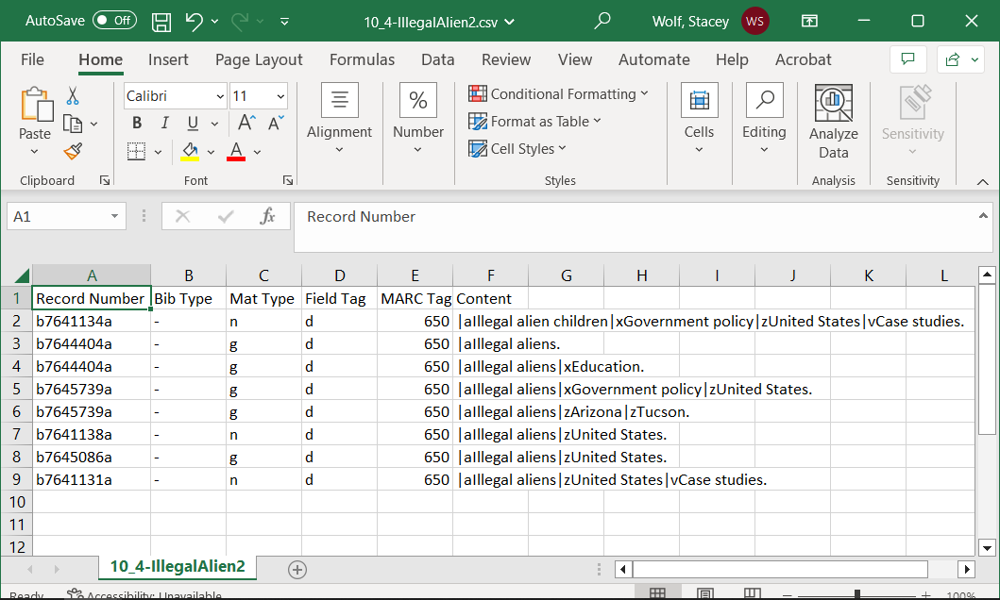 AutoSave Off 10_4-IllegalAlien2.csv Wolf, Stacey WS
File Home Insert Page Layout Formulas Data Review View Automate Help Acrobat
Paste
Clipboard
Calibri 11
B I U A A
A
Font
Alignment
% Number
Conditional Formatting
Format as Table
Cell Styles
Styles
Cells
Editing
Analyze
Data
Analysis
Sensitivity
Sensitivity
A1 fx Record Number
A B C D E F G H I J K L
1 Record Number Bib Type Mat Type Field Tag MARC Tag Content
2 b7641134a - n d 650 |aIllegal alien children|xGovernment policy|zUnited States|vCase studies.
3 b7644404a - g d 650 |aIllegal aliens.
4 b7644404a - g d 650 |aIllegal aliens|xEducation.
5 b7645739a - g d 650 |aIllegal aliens|xGovernment policy|zUnited States.
6 b7645739a - g d 650 |aIllegal aliens|zArizona|zTucson.
7 b7641138a - n d 650 |aIllegal aliens|zUnited States.
8 b7645086a - g d 650 |aIllegal aliens|zUnited States.
9 b7641131a - n d 650 |aIllegal aliens|zUnited States|vCase studies.
10
11
12
10_4-IllegalAlien2
Ready Accessibility: Unavailable 100%